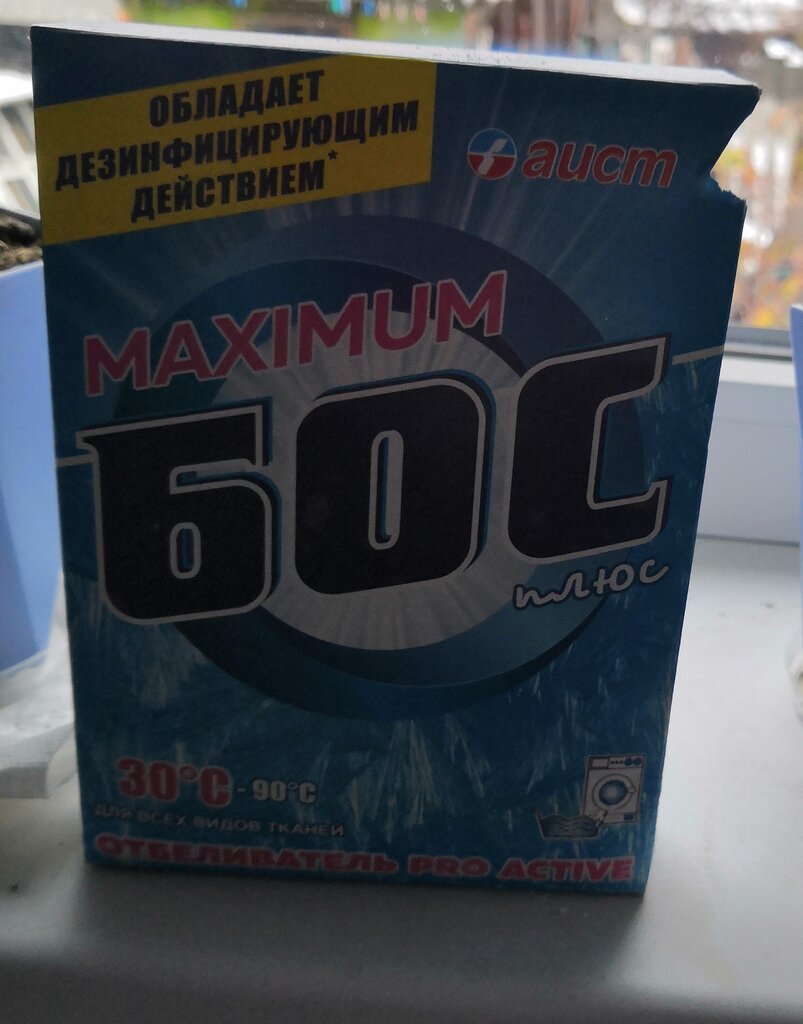 ОБЛАДАЕТ
ДЕЗИНФИЦИРУЮЩИМ
ДЕЙСТВИЕМ*
аист
MAXIMUM
БОС
плюс
30°C - 90°C
ДЛЯ ВСЕХ ВИДОВ ТКАНЕЙ
ОТБЕЛИВАТЕЛЬ PRO ACTIVE